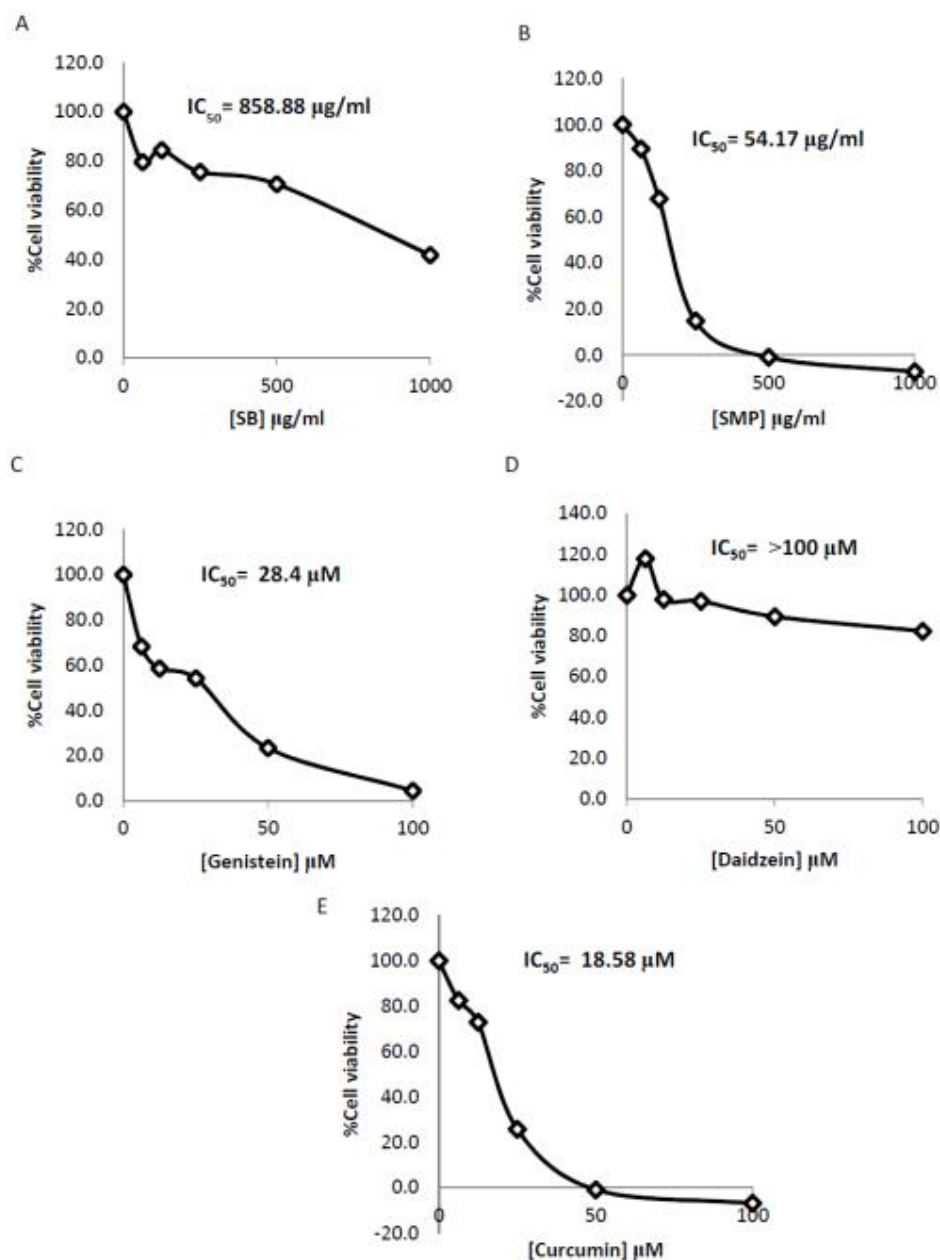 A
120.0
100.0
80.0
60.0
40.0
20.0
0.0
%Cell viability
IC₅₀= 858.88 µg/ml
0 500 1000
[SB] µg/ml
B
120.0
100.0
80.0
60.0
40.0
20.0
0.0
-20.0
%Cell viability
IC₅₀= 54.17 µg/ml
0 500 1000
[SMP] µg/ml
C
120.0
100.0
80.0
60.0
40.0
20.0
0.0
%Cell viability
IC₅₀= 28.4 µM
0 50 100
[Genistein] µM
D
140.0
120.0
100.0
80.0
60.0
40.0
20.0
0.0
%Cell viability
IC₅₀= >100 µM
0 50 100
[Daidzein] µM
E
120.0
100.0
80.0
60.0
40.0
20.0
0.0
-20.0
%Cell viability
IC₅₀= 18.58 µM
0 50 100
[Curcumin] µM